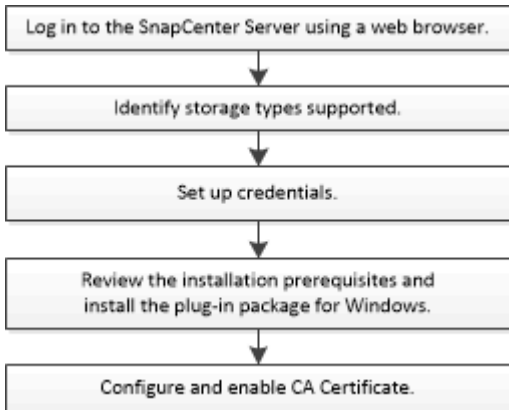 Log in to the SnapCenter Server using a web browser.
Identify storage types supported.
Set up credentials.
Review the installation prerequisites and
install the plug-in package for Windows.
Configure and enable CA Certificate.